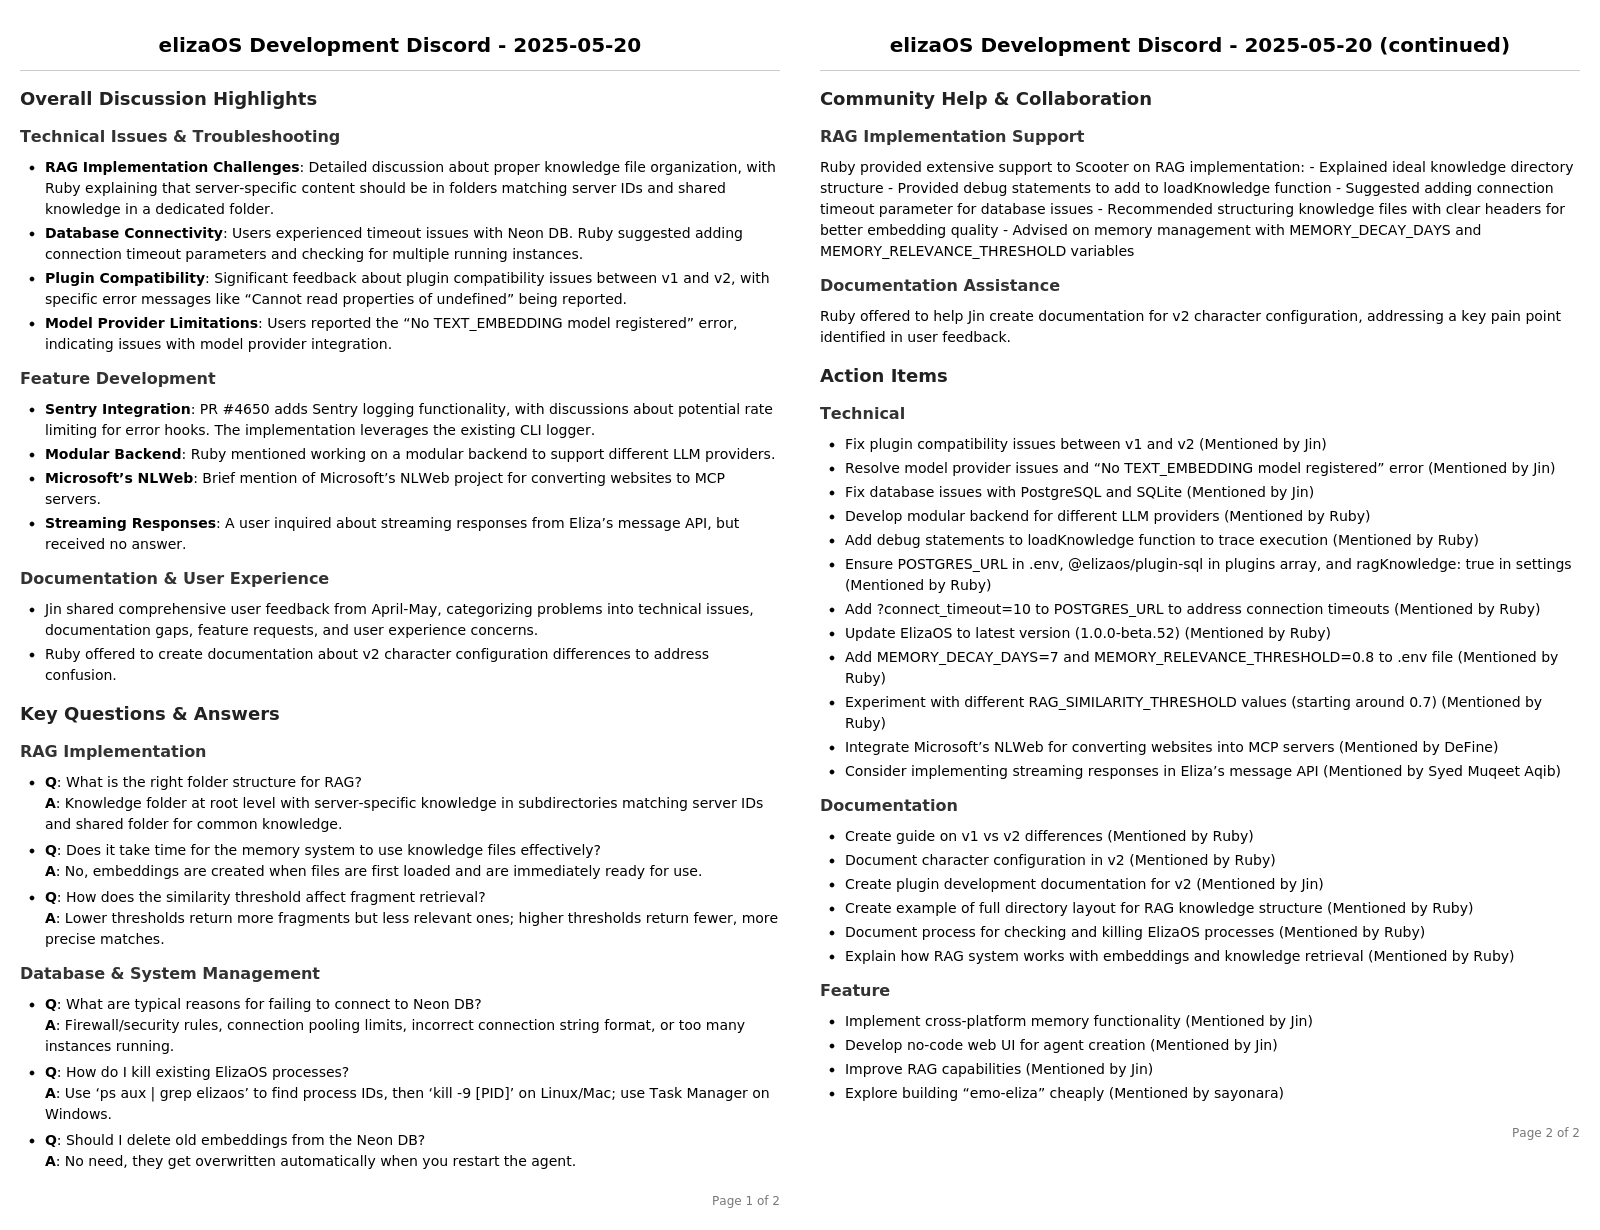 elizaOS Development Discord - 2025-05-20
Overall Discussion Highlights
Technical Issues & Troubleshooting
• RAG Implementation Challenges: Detailed discussion about proper knowledge file organization, with
Ruby explaining that server-specific content should be in folders matching server IDs and shared
knowledge in a dedicated folder.
• Database Connectivity: Users experienced timeout issues with Neon DB. Ruby suggested adding
connection timeout parameters and checking for multiple running instances.
• Plugin Compatibility: Significant feedback about plugin compatibility issues between v1 and v2, with
specific error messages like “Cannot read properties of undefined” being reported.
• Model Provider Limitations: Users reported the “No TEXT_EMBEDDING model registered” error,
indicating issues with model provider integration.
Feature Development
• Sentry Integration: PR #4650 adds Sentry logging functionality, with discussions about potential rate
limiting for error hooks. The implementation leverages the existing CLI logger.
• Modular Backend: Ruby mentioned working on a modular backend to support different LLM providers.
• Microsoft’s NLWeb: Brief mention of Microsoft’s NLWeb project for converting websites to MCP
servers.
• Streaming Responses: A user inquired about streaming responses from Eliza’s message API, but
received no answer.
Documentation & User Experience
• Jin shared comprehensive user feedback from April-May, categorizing problems into technical issues,
documentation gaps, feature requests, and user experience concerns.
• Ruby offered to create documentation about v2 character configuration differences to address
confusion.
Key Questions & Answers
RAG Implementation
• Q: What is the right folder structure for RAG?
A: Knowledge folder at root level with server-specific knowledge in subdirectories matching server IDs
and shared folder for common knowledge.
• Q: Does it take time for the memory system to use knowledge files effectively?
A: No, embeddings are created when files are first loaded and are immediately ready for use.
• Q: How does the similarity threshold affect fragment retrieval?
A: Lower thresholds return more fragments but less relevant ones; higher thresholds return fewer, more
precise matches.
Database & System Management
• Q: What are typical reasons for failing to connect to Neon DB?
A: Firewall/security rules, connection pooling limits, incorrect connection string format, or too many
instances running.
• Q: How do I kill existing ElizaOS processes?
A: Use ‘ps aux | grep elizaos’ to find process IDs, then ‘kill -9 [PID]’ on Linux/Mac; use Task Manager on
Windows.
• Q: Should I delete old embeddings from the Neon DB?
A: No need, they get overwritten automatically when you restart the agent.
Page 1 of 2
elizaOS Development Discord - 2025-05-20 (continued)
Community Help & Collaboration
RAG Implementation Support
Ruby provided extensive support to Scooter on RAG implementation: - Explained ideal knowledge directory
structure - Provided debug statements to add to loadKnowledge function - Suggested adding connection
timeout parameter for database issues - Recommended structuring knowledge files with clear headers for
better embedding quality - Advised on memory management with MEMORY_DECAY_DAYS and
MEMORY_RELEVANCE_THRESHOLD variables
Documentation Assistance
Ruby offered to help Jin create documentation for v2 character configuration, addressing a key pain point
identified in user feedback.
Action Items
Technical
• Fix plugin compatibility issues between v1 and v2 (Mentioned by Jin)
• Resolve model provider issues and “No TEXT_EMBEDDING model registered” error (Mentioned by Jin)
• Fix database issues with PostgreSQL and SQLite (Mentioned by Jin)
• Develop modular backend for different LLM providers (Mentioned by Ruby)
• Add debug statements to loadKnowledge function to trace execution (Mentioned by Ruby)
• Ensure POSTGRES_URL in .env, @elizaos/plugin-sql in plugins array, and ragKnowledge: true in settings
(Mentioned by Ruby)
• Add ?connect_timeout=10 to POSTGRES_URL to address connection timeouts (Mentioned by Ruby)
• Update ElizaOS to latest version (1.0.0-beta.52) (Mentioned by Ruby)
• Add MEMORY_DECAY_DAYS=7 and MEMORY_RELEVANCE_THRESHOLD=0.8 to .env file (Mentioned by
Ruby)
• Experiment with different RAG_SIMILARITY_THRESHOLD values (starting around 0.7) (Mentioned by
Ruby)
• Integrate Microsoft’s NLWeb for converting websites into MCP servers (Mentioned by DeFine)
• Consider implementing streaming responses in Eliza’s message API (Mentioned by Syed Muqeet Aqib)
Documentation
• Create guide on v1 vs v2 differences (Mentioned by Ruby)
• Document character configuration in v2 (Mentioned by Ruby)
• Create plugin development documentation for v2 (Mentioned by Jin)
• Create example of full directory layout for RAG knowledge structure (Mentioned by Ruby)
• Document process for checking and killing ElizaOS processes (Mentioned by Ruby)
• Explain how RAG system works with embeddings and knowledge retrieval (Mentioned by Ruby)
Feature
• Implement cross-platform memory functionality (Mentioned by Jin)
• Develop no-code web UI for agent creation (Mentioned by Jin)
• Improve RAG capabilities (Mentioned by Jin)
• Explore building “emo-eliza” cheaply (Mentioned by sayonara)
Page 2 of 2